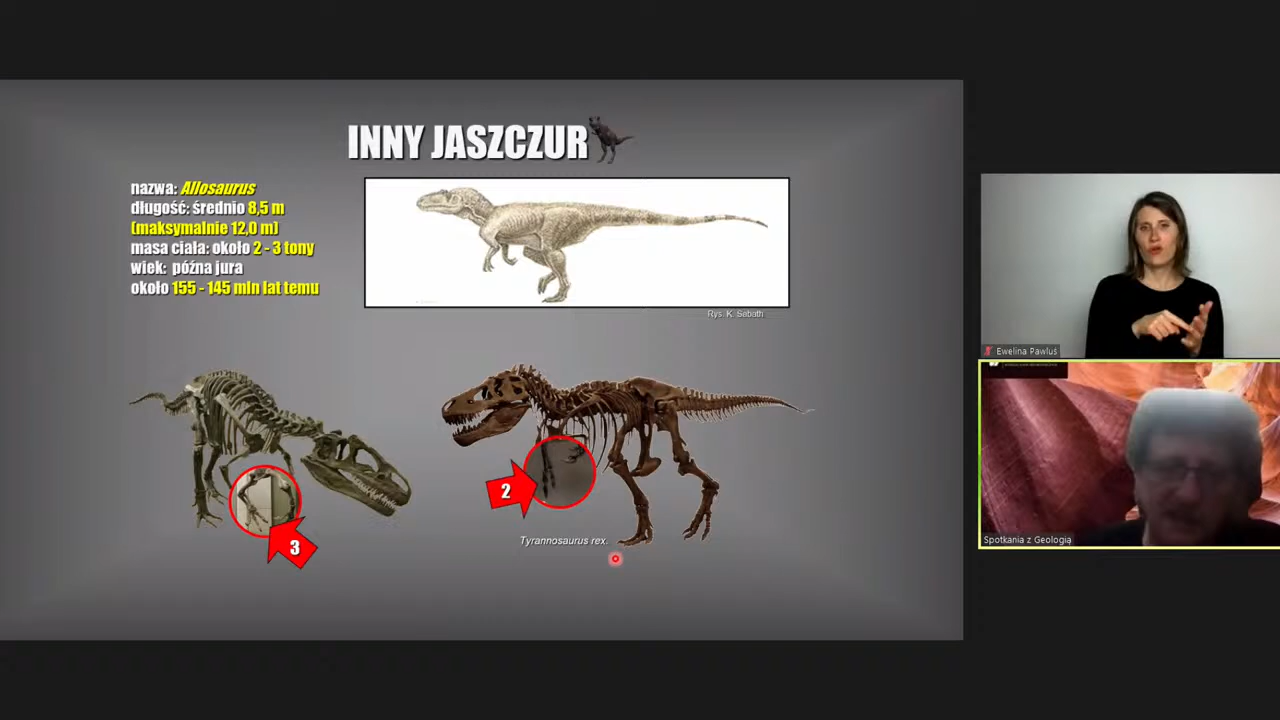 INNY JASZCZUR
nazwa: Allosaurus
długość: średnio 8,5 m
(maksymalnie 12,0 m)
masa ciała: około 2 - 3 tony
wiek: późna jura
około 155 - 145 mln lat temu
Rys. K. Sabath
2
3
Tyrannosaurus rex.
Ewelina Pawluś
Spotkania z Geologią